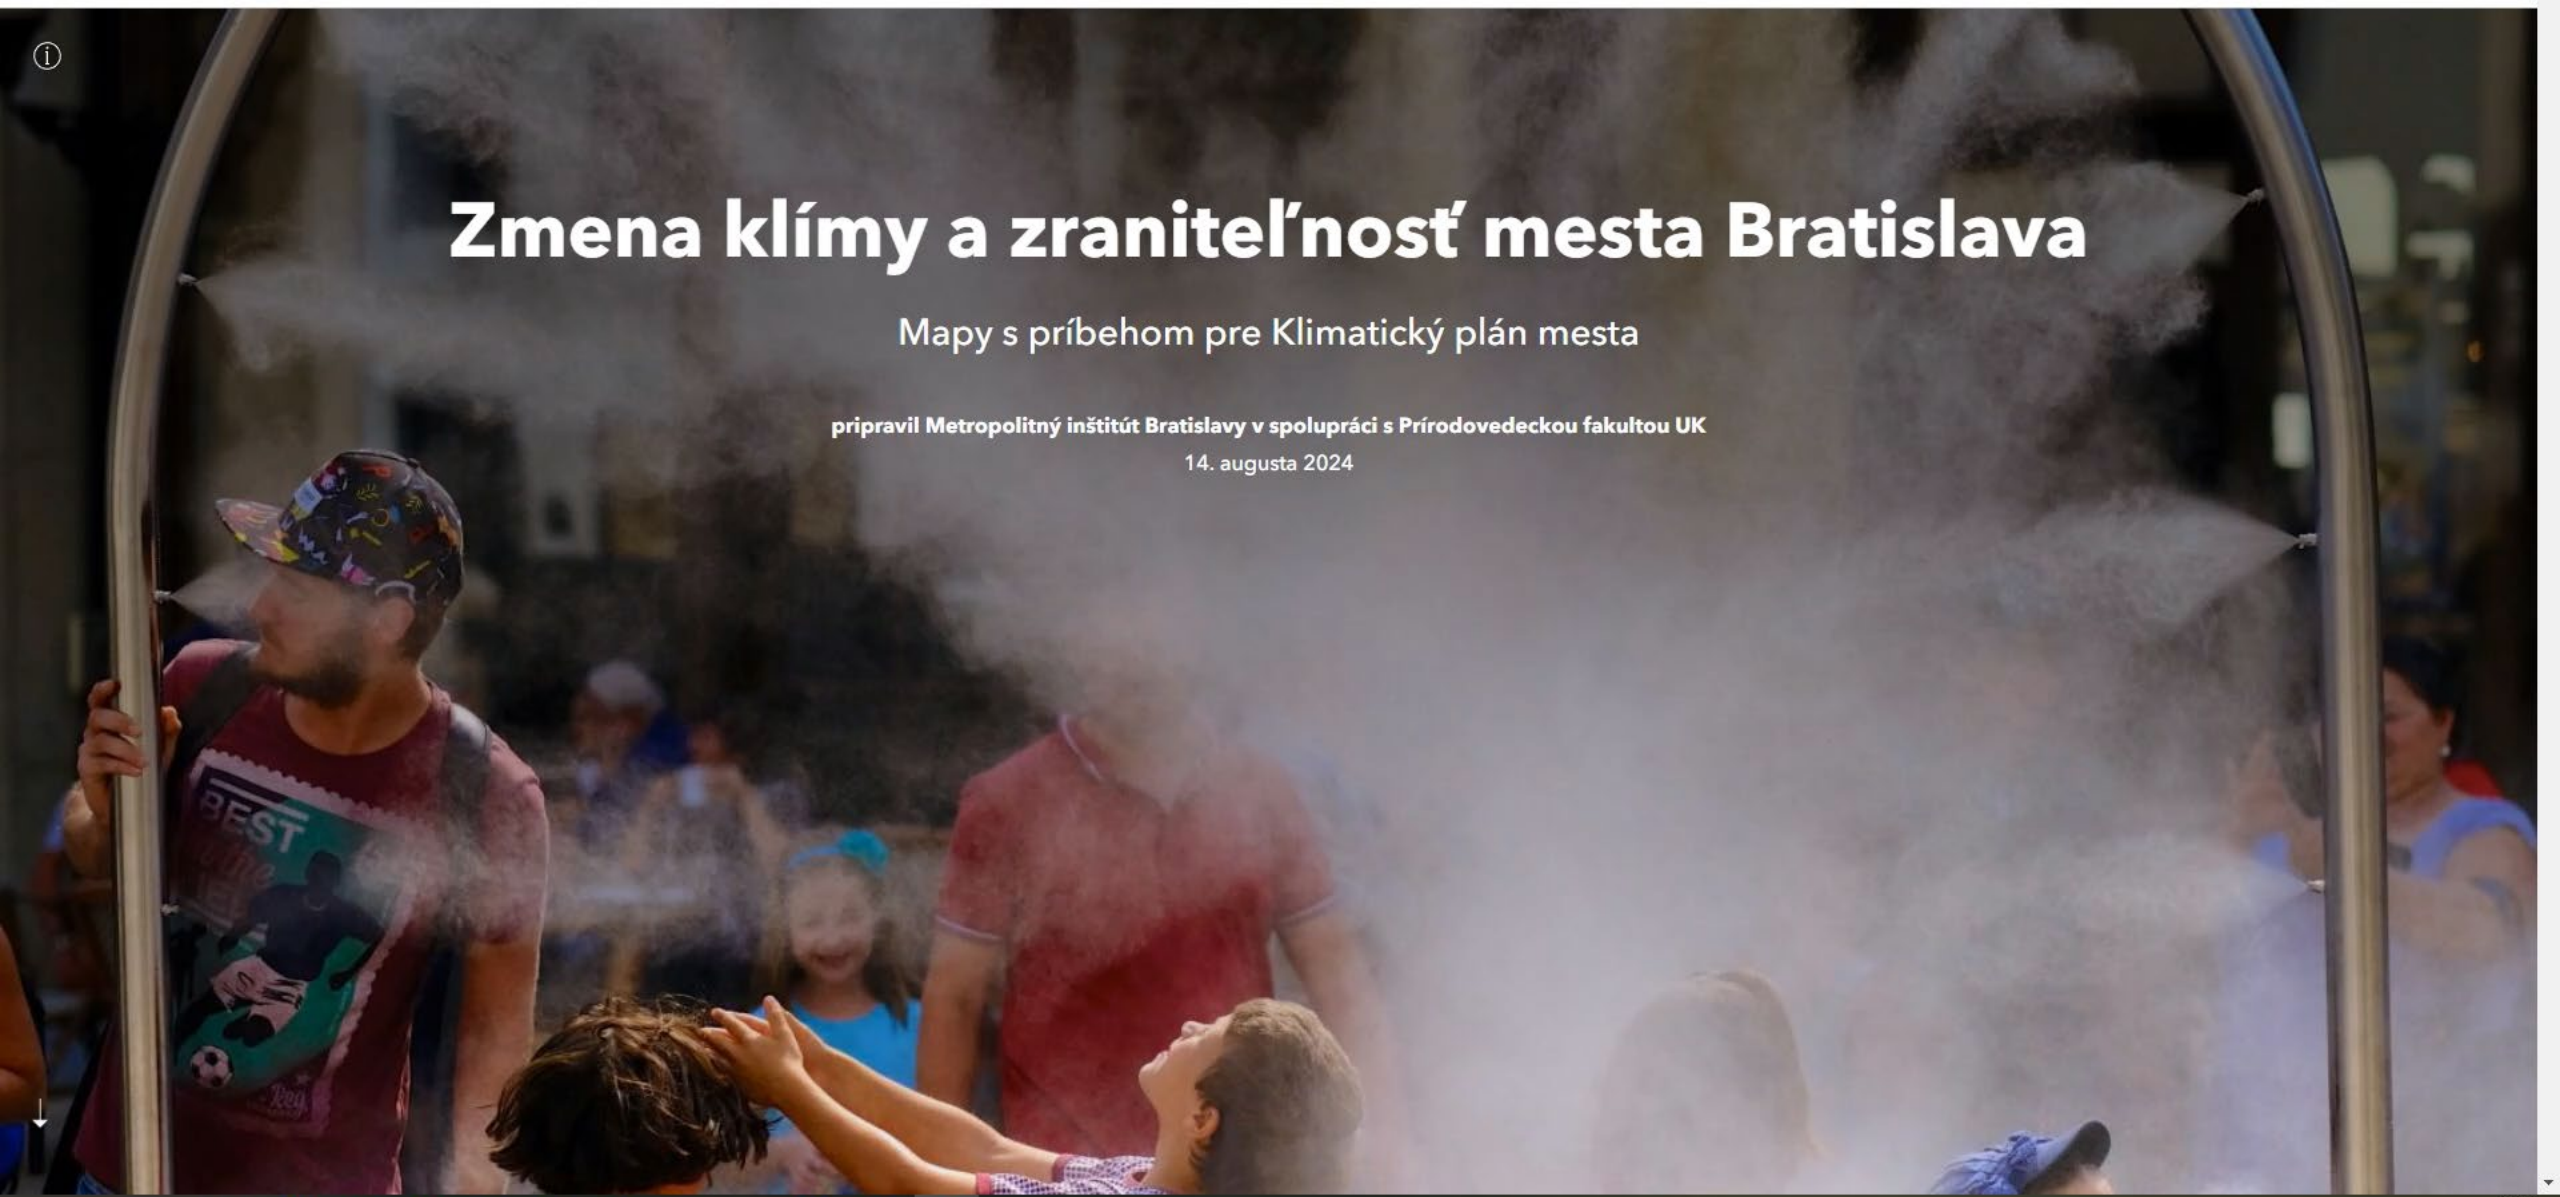 Zmena klímy a zraniteľnosť mesta Bratislava
Mapy s príbehom pre Klimatický plán mesta
pripravil Metropolitný inštitút Bratislavy v spolupráci s Prírodovedeckou fakultou UK
14. augusta 2024
BEST